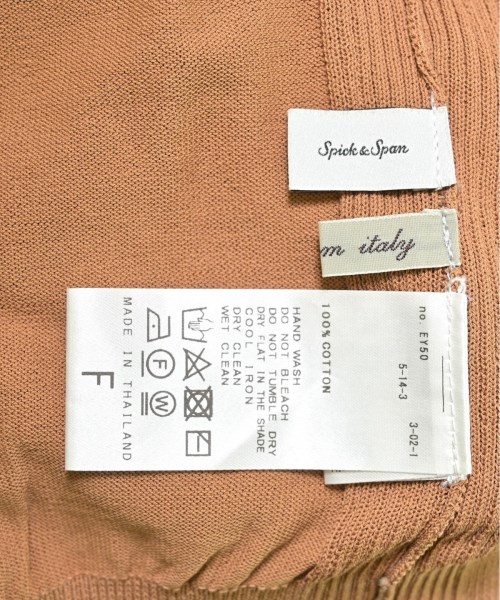 Spick & Span
m italy
no. EY50
5-14-3
3-02-1
100% COTTON
HAND WASH
DO NOT BLEACH
DO NOT TUMBLE DRY
DRY FLAT IN THE SHADE
COOL IRON
DRY CLEAN
WET CLEAN
F W
F
MADE IN THAILAND